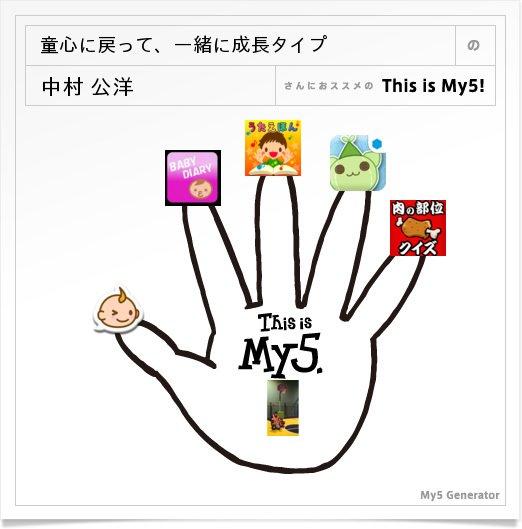 童心に戻って、一緒に成長タイプ
の
中村 公洋
さんにおススメの
This is My5!
BABY
DIARY
うたえほん
肉の部位
クイズ
This is
My5.
My5 Generator